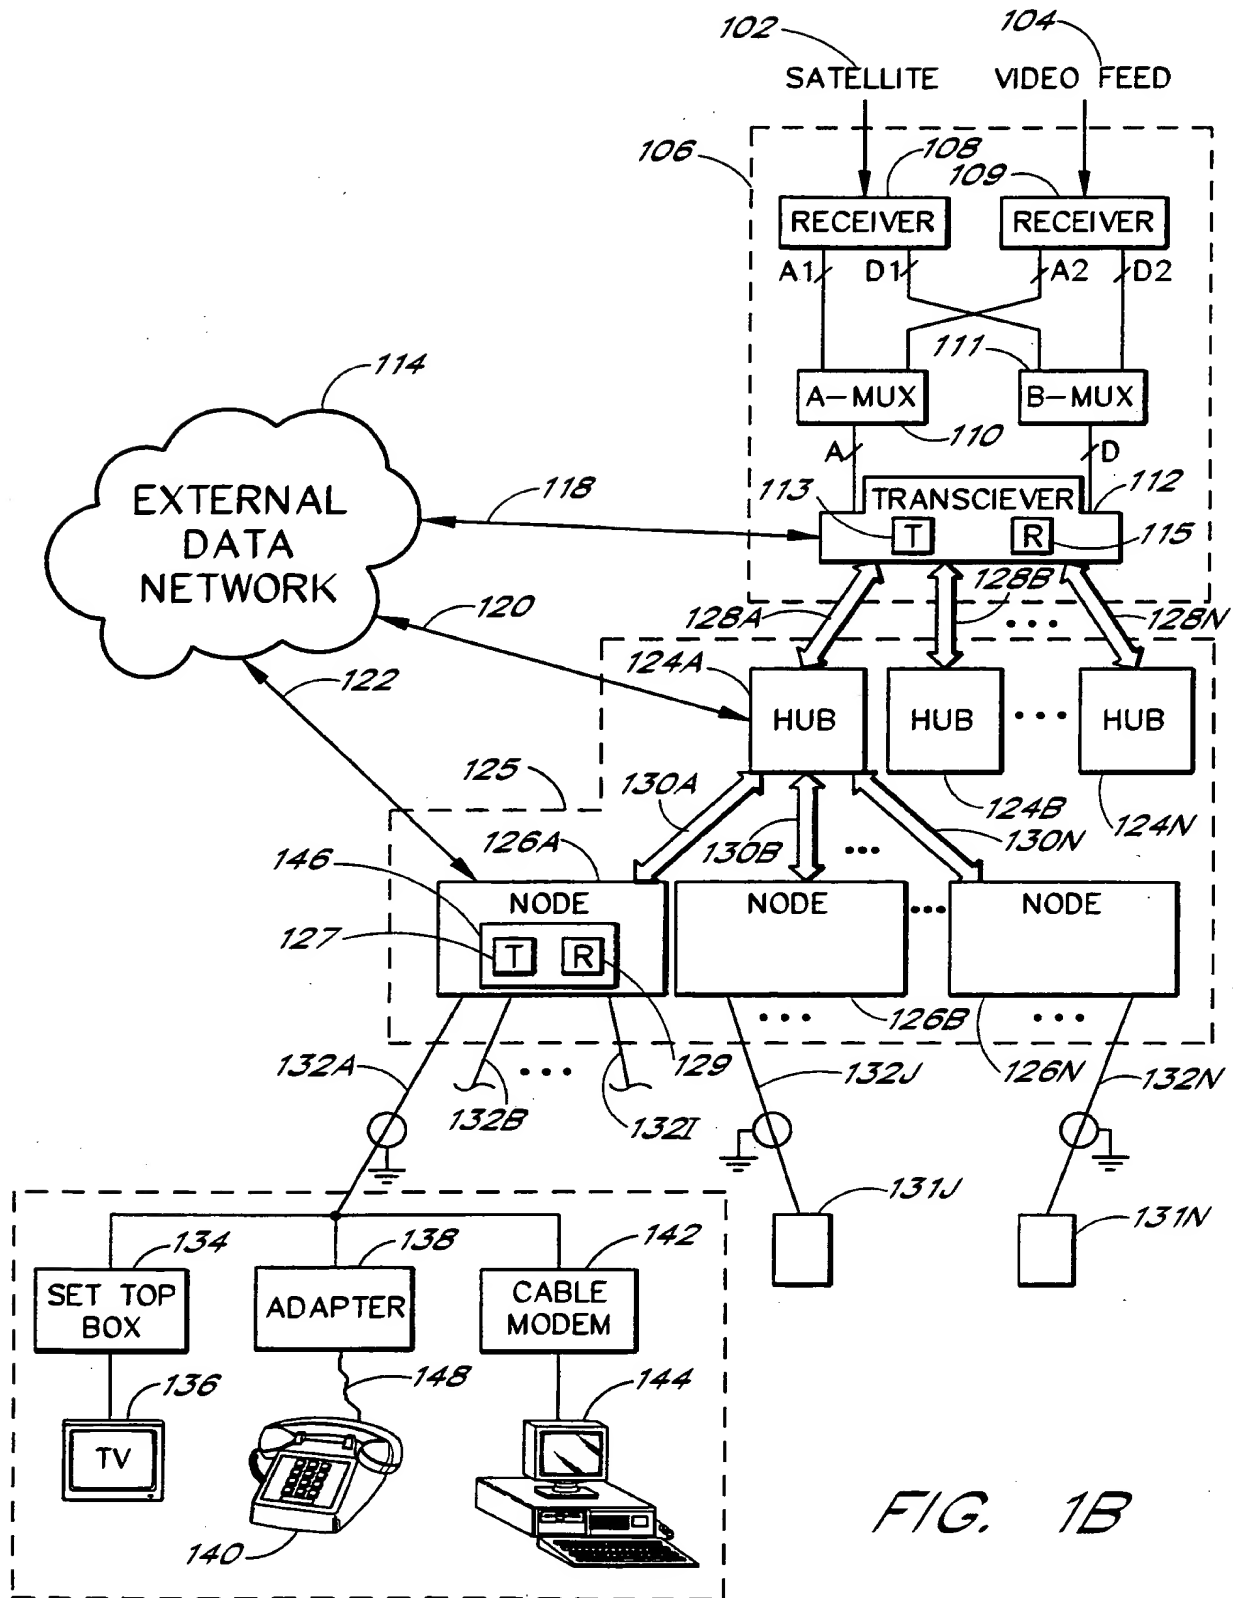 102
104
SATELLITE
VIDEO FEED
106
108
109
RECEIVER
RECEIVER
A1
D1
A2
D2
111
A-MUX
B-MUX
110
A
D
114
EXTERNAL
DATA
NETWORK
118
113
TRANSCIEVER
112
T
R
115
120
128A
128B
128N
124A
122
HUB
HUB
HUB
125
130A
124B
124N
130B
130N
126A
146
NODE
NODE
NODE
127
T
R
126B
132A
129
132J
126N
132N
132B
132I
131J
131N
134
138
142
SET TOP
BOX
ADAPTER
CABLE
MODEM
136
148
144
TV
140
FIG. 1B